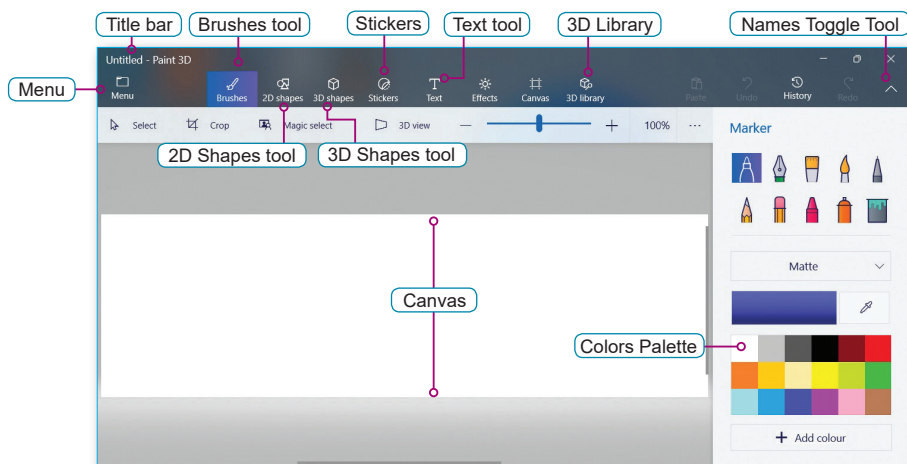 Title bar
Brushes tool
Stickers
Text tool
3D Library
Names Toggle Tool
Untitled - Paint 3D
Menu
Menu
Brushes
2D shapes
3D shapes
Stickers
Text
Effects
Canvas
3D library
Paste
Undo
History
Redo
Select
Crop
Magic select
3D view
100%
Marker
2D Shapes tool
3D Shapes tool
Canvas
Matte
Colors Palette
+ Add colour